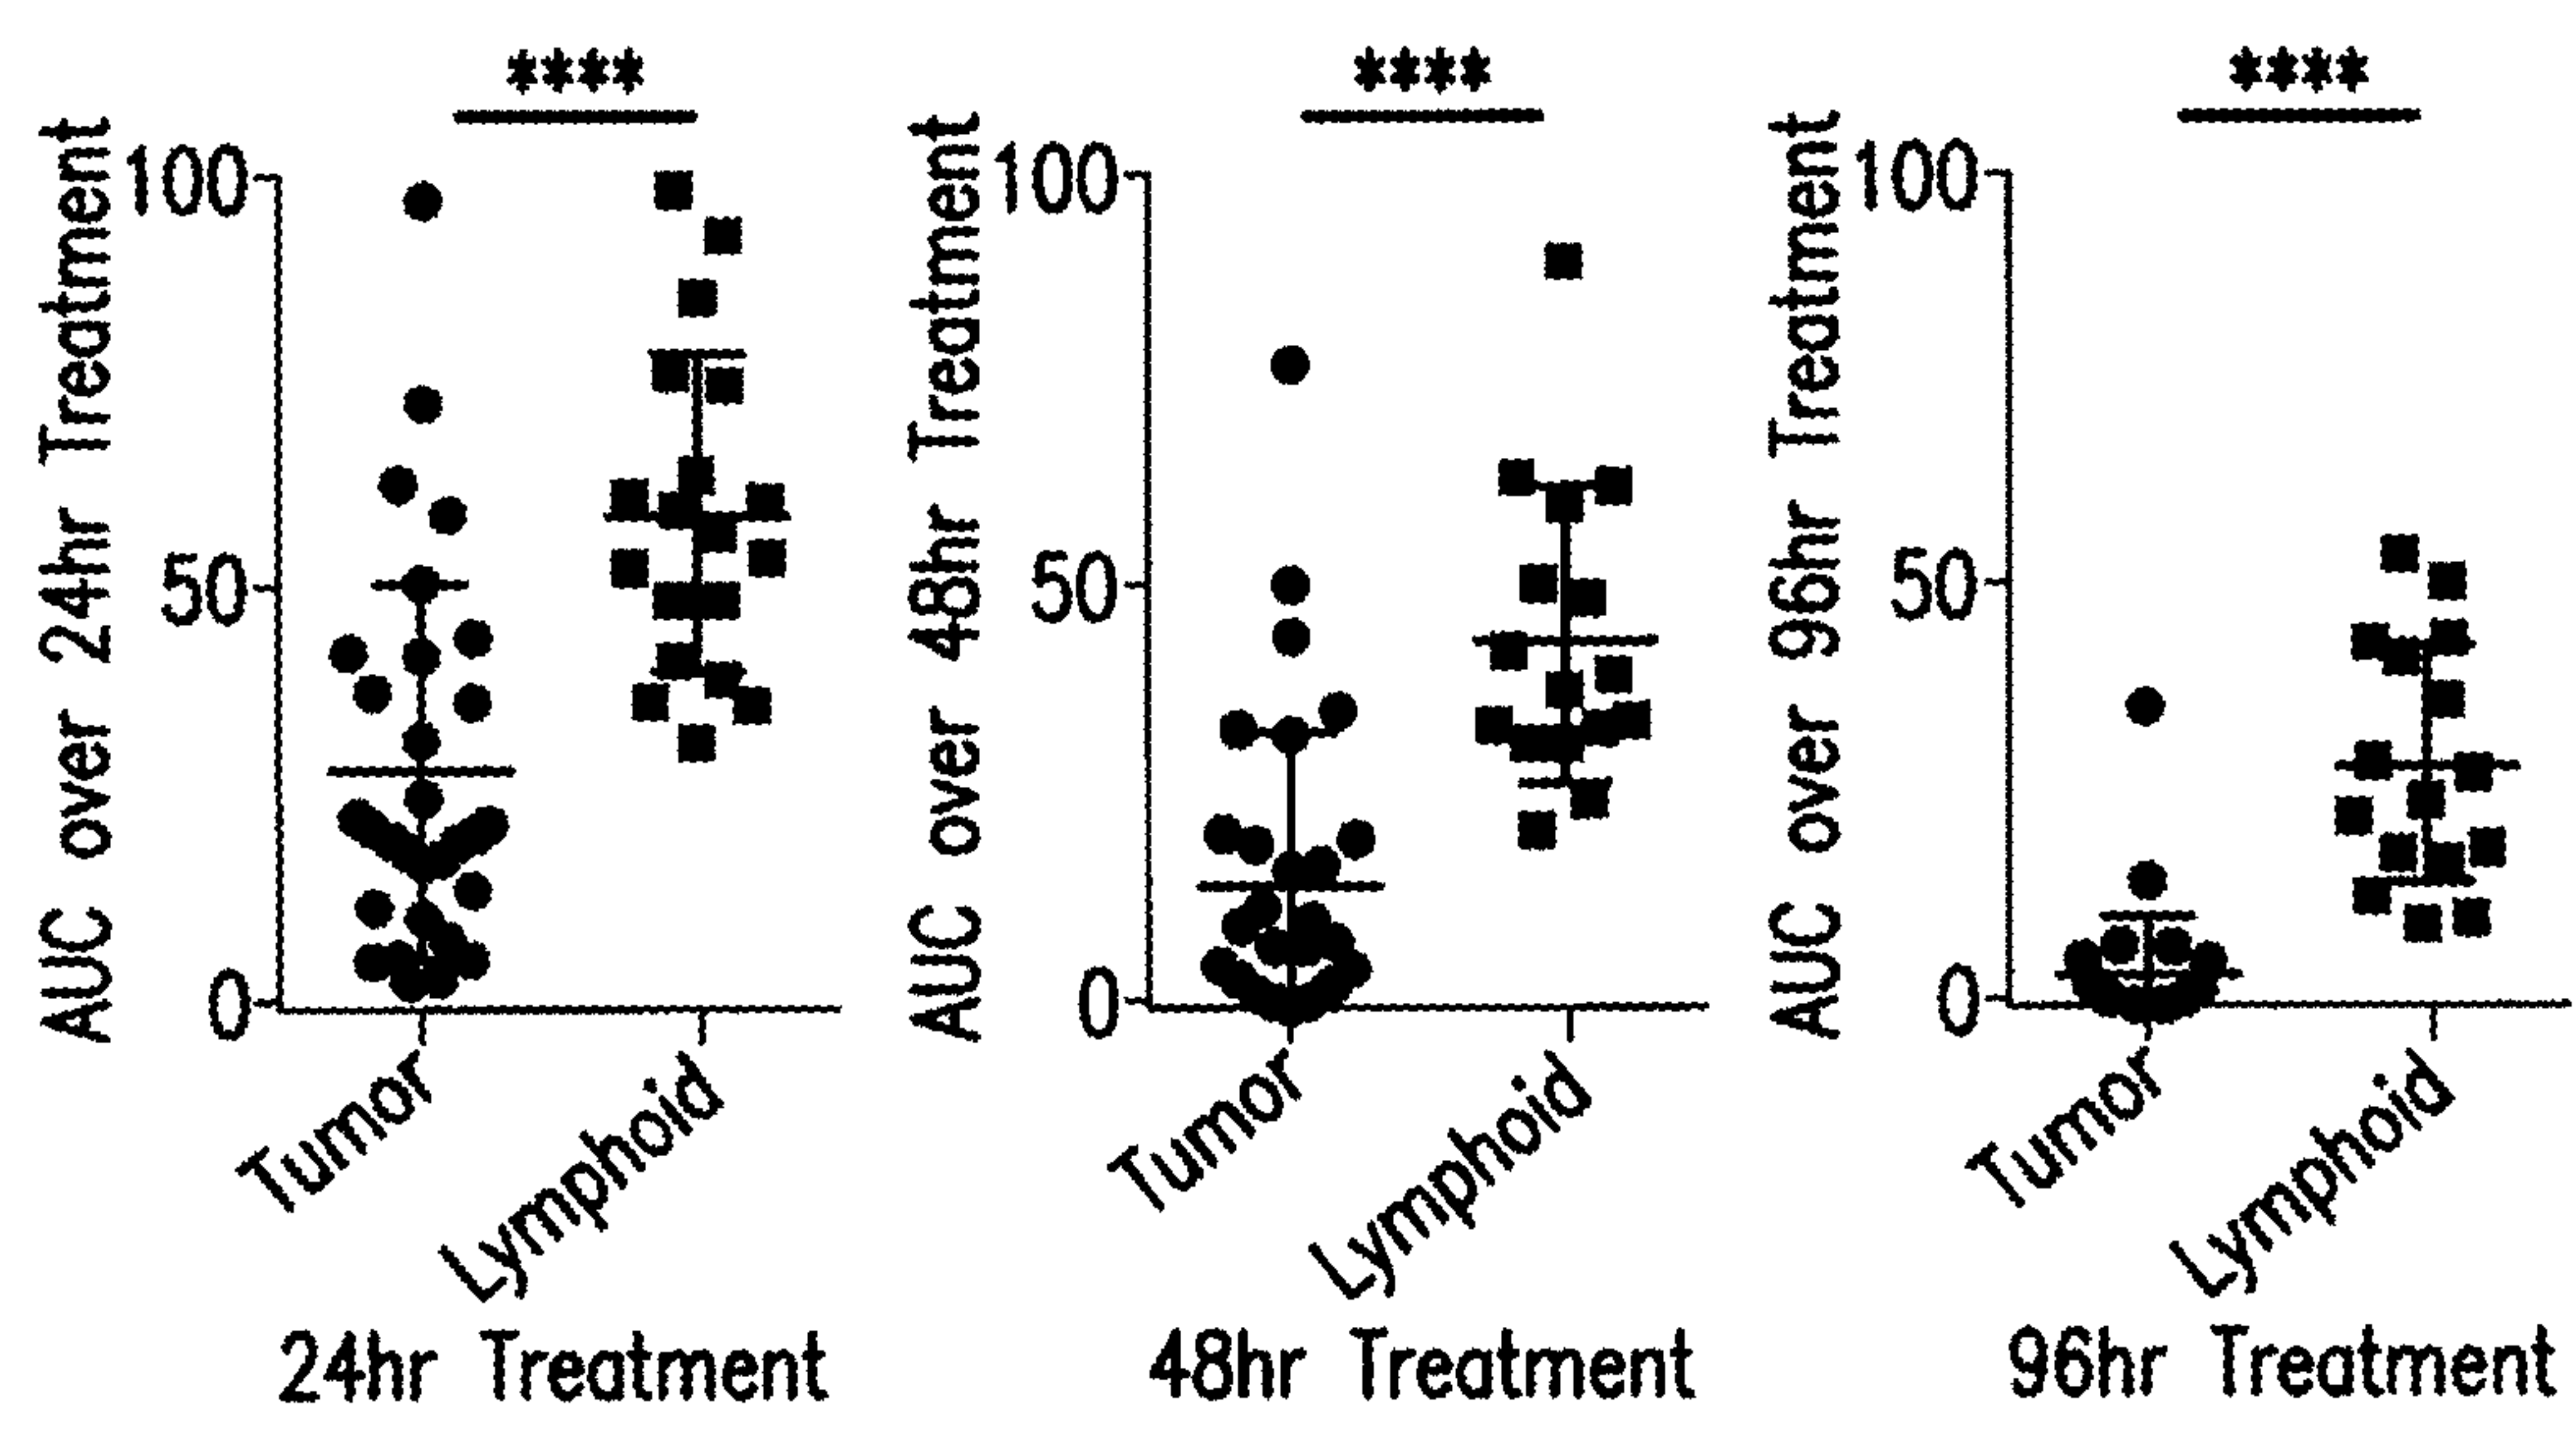 ****
AUC over 24hr Treatment
100
50
0
Tumor
Lymphoid
24hr Treatment
****
AUC over 48hr Treatment
100
50
0
Tumor
Lymphoid
48hr Treatment
****
AUC over 96hr Treatment
100
50
0
Tumor
Lymphoid
96hr Treatment